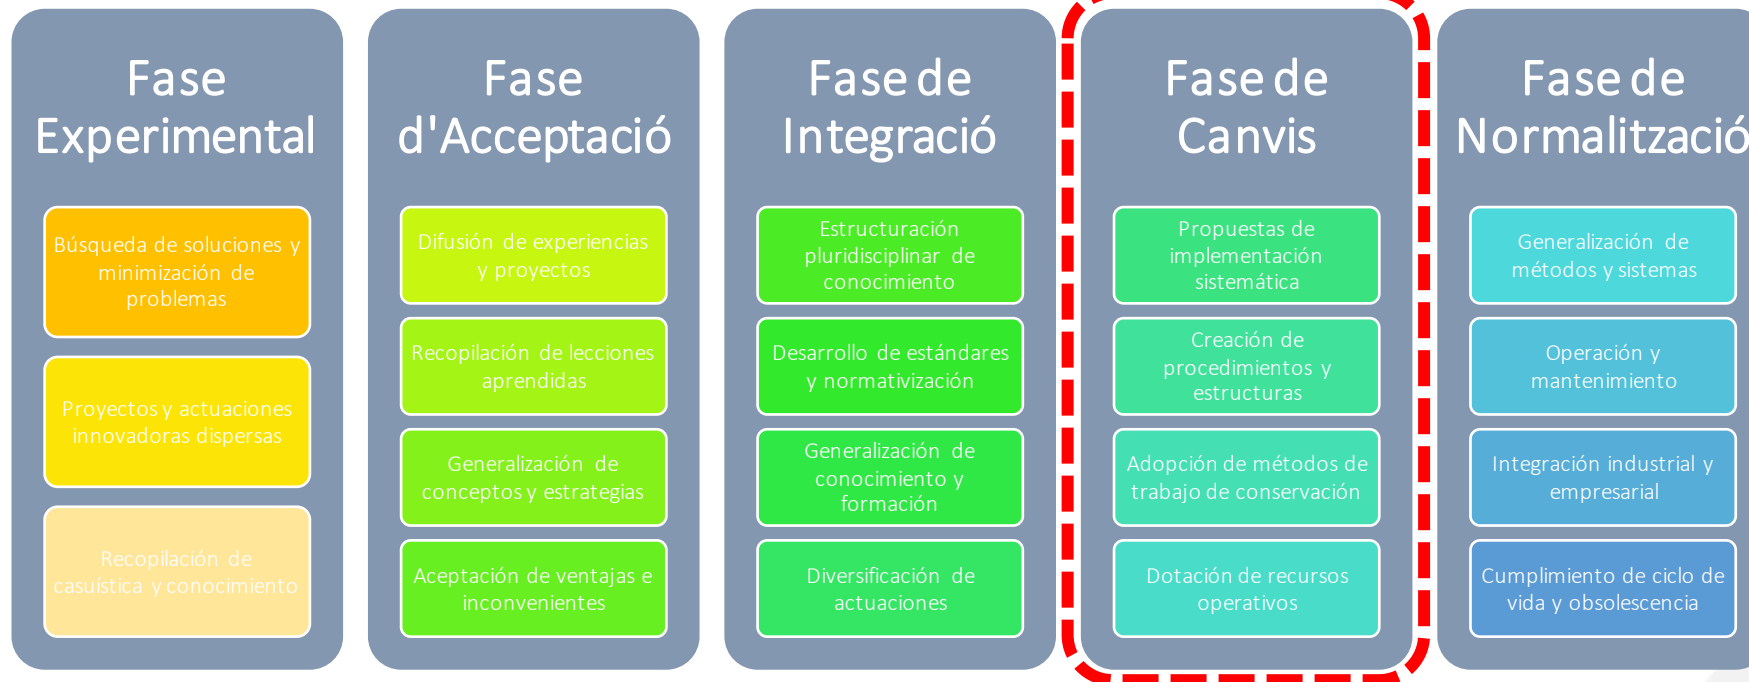 Fase
Experimental
Búsqueda de soluciones y
minimización de
problemas
Proyectos y actuaciones
innovadoras dispersas
Recopilación de
casuística y conocimiento
Fase
d'Acceptació
Difusión de experiencias
y proyectos
Recopilación de lecciones
aprendidas
Generalización de
conceptos y estrategias
Aceptación de ventajas e
inconvenientes
Fase de
Integració
Estructuración
pluridisciplinar de
conocimiento
Desarrollo de estándares
y normativización
Generalización de
conocimiento y
formación
Diversificación de
actuaciones
Fase de
Canvis
Propuestas de
implementación
sistemática
Creación de
procedimientos y
estructuras
Adopción de métodos de
trabajo de conservación
Dotación de recursos
operativos
Fase de
Normalització
Generalización de
métodos y sistemas
Operación y
mantenimiento
Integración industrial y
empresarial
Cumplimiento de ciclo de
vida y obsolescencia